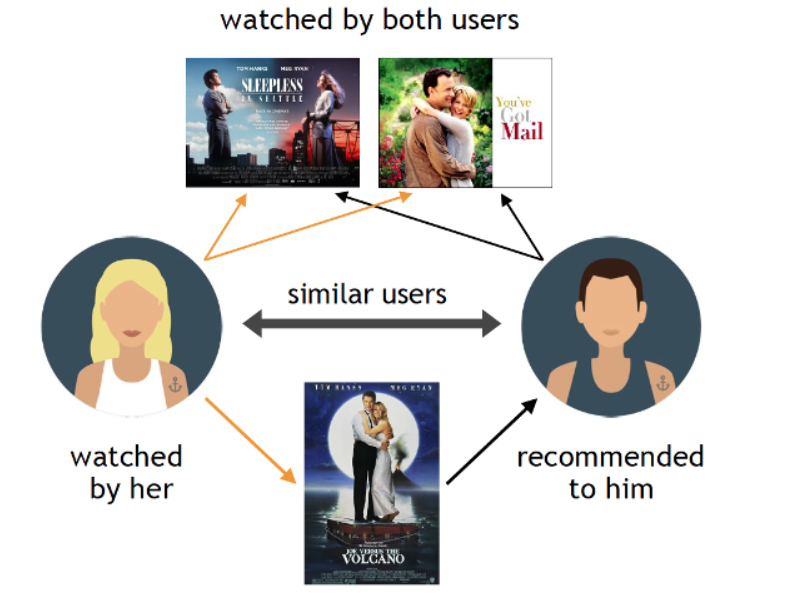 watched by both users
TOM HANKS MEG RYAN
SLEEPLESS
IN SEATTLE
You've
Got
Mail
similar users
TOM HANKS MEG RYAN
JOE VERSUS THE
VOLCANO
watched
by her
recommended
to him